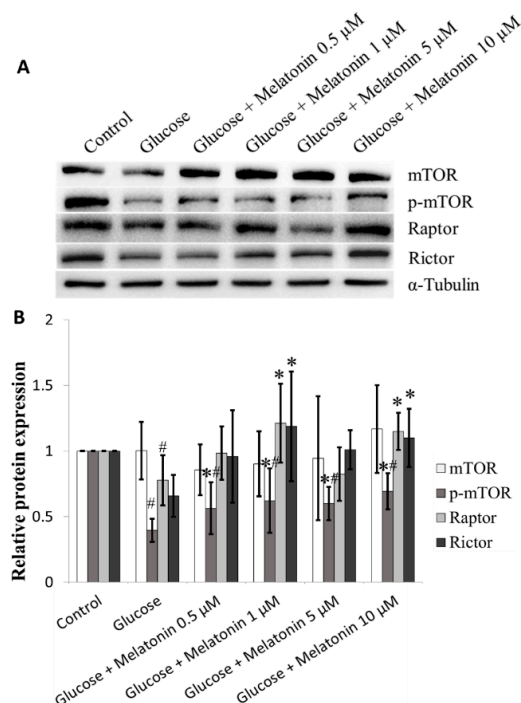 A
Control
Glucose
Glucose + Melatonin 0.5 µM
Glucose + Melatonin 1 µM
Glucose + Melatonin 5 µM
Glucose + Melatonin 10 µM
mTOR
p-mTOR
Raptor
Rictor
α-Tubulin
B
Relative protein expression
2
1.5
1
0.5
0
#
#
*#
*#
*
*
*#
*#
*
*
mTOR
p-mTOR
Raptor
Rictor
Control
Glucose
Glucose + Melatonin 0.5 µM
Glucose + Melatonin 1 µM
Glucose + Melatonin 5 µM
Glucose + Melatonin 10 µM